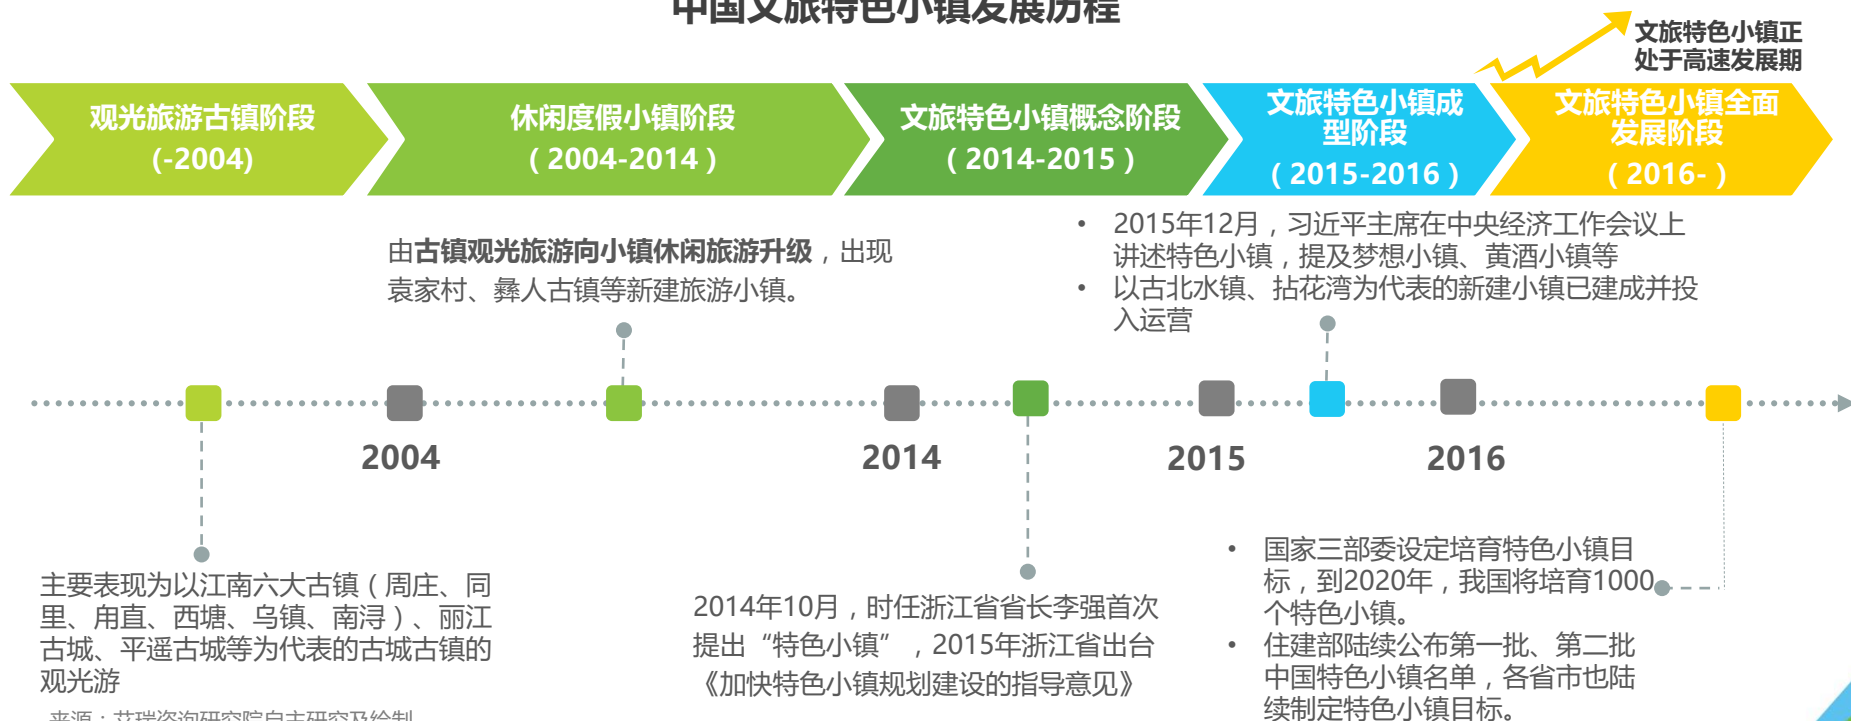 中国文旅特色小镇发展历程
文旅特色小镇正
处于高速发展期
观光旅游古镇阶段
(-2004)
休闲度假小镇阶段
（2004-2014）
文旅特色小镇概念阶段
（2014-2015）
文旅特色小镇成
型阶段
（2015-2016）
文旅特色小镇全面
发展阶段
（2016-）
由古镇观光旅游向小镇休闲旅游升级，出现
袁家村、彝人古镇等新建旅游小镇。
• 2015年12月，习近平主席在中央经济工作会议上
讲述特色小镇，提及梦想小镇、黄酒小镇等
• 以古北水镇、拈花湾为代表的新建小镇已建成并投
入运营
2004
2014
2015
2016
主要表现为以江南六大古镇（周庄、同
里、甪直、西塘、乌镇、南浔）、丽江
古城、平遥古城等为代表的古城古镇的
观光游
2014年10月，时任浙江省省长李强首次
提出“特色小镇”，2015年浙江省出台
《加快特色小镇规划建设的指导意见》
• 国家三部委设定培育特色小镇目
标，到2020年，我国将培育1000
个特色小镇。
• 住建部陆续公布第一批、第二批
中国特色小镇名单，各省市也陆
续制定特色小镇目标。
来源：艾瑞咨询研究院自主研究及绘制